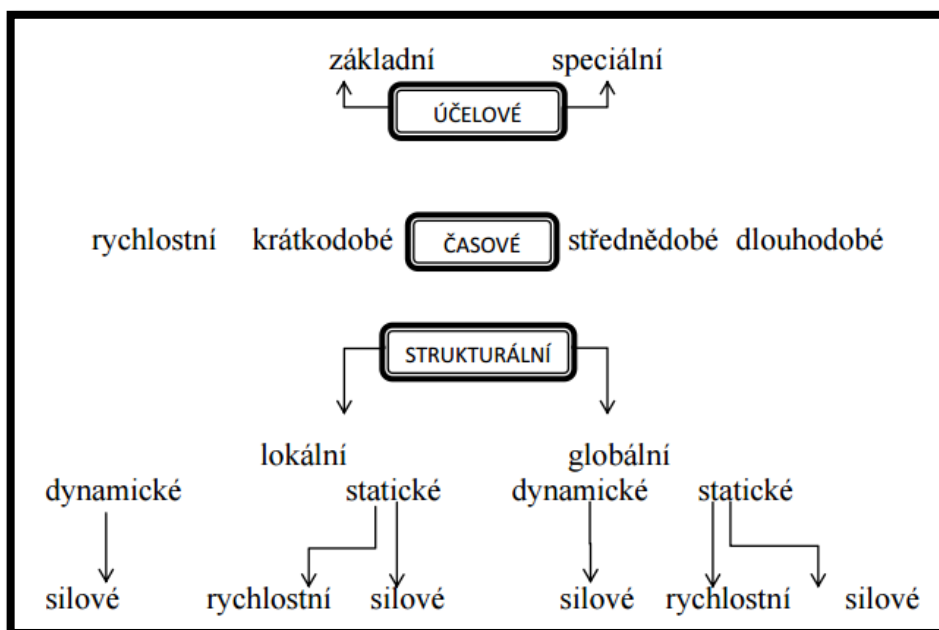 základní speciální
ÚČELOVÉ
rychlostní krátkodobé ČASOVÉ střednědobé dlouhodobé
STRUKTURÁLNÍ
lokální globální
dynamické statické dynamické statické
silové rychlostní silové silové rychlostní silové